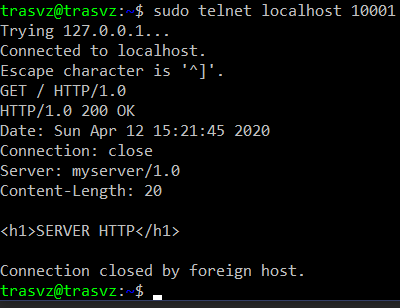 trasvz@trasvz:~$ sudo telnet localhost 10001
Trying 127.0.0.1...
Connected to localhost.
Escape character is '^]'.
GET / HTTP/1.0
HTTP/1.0 200 OK
Date: Sun Apr 12 15:21:45 2020
Connection: close
Server: myserver/1.0
Content-Length: 20

<h1>SERVER HTTP</h1>

Connection closed by foreign host.
trasvz@trasvz:~$